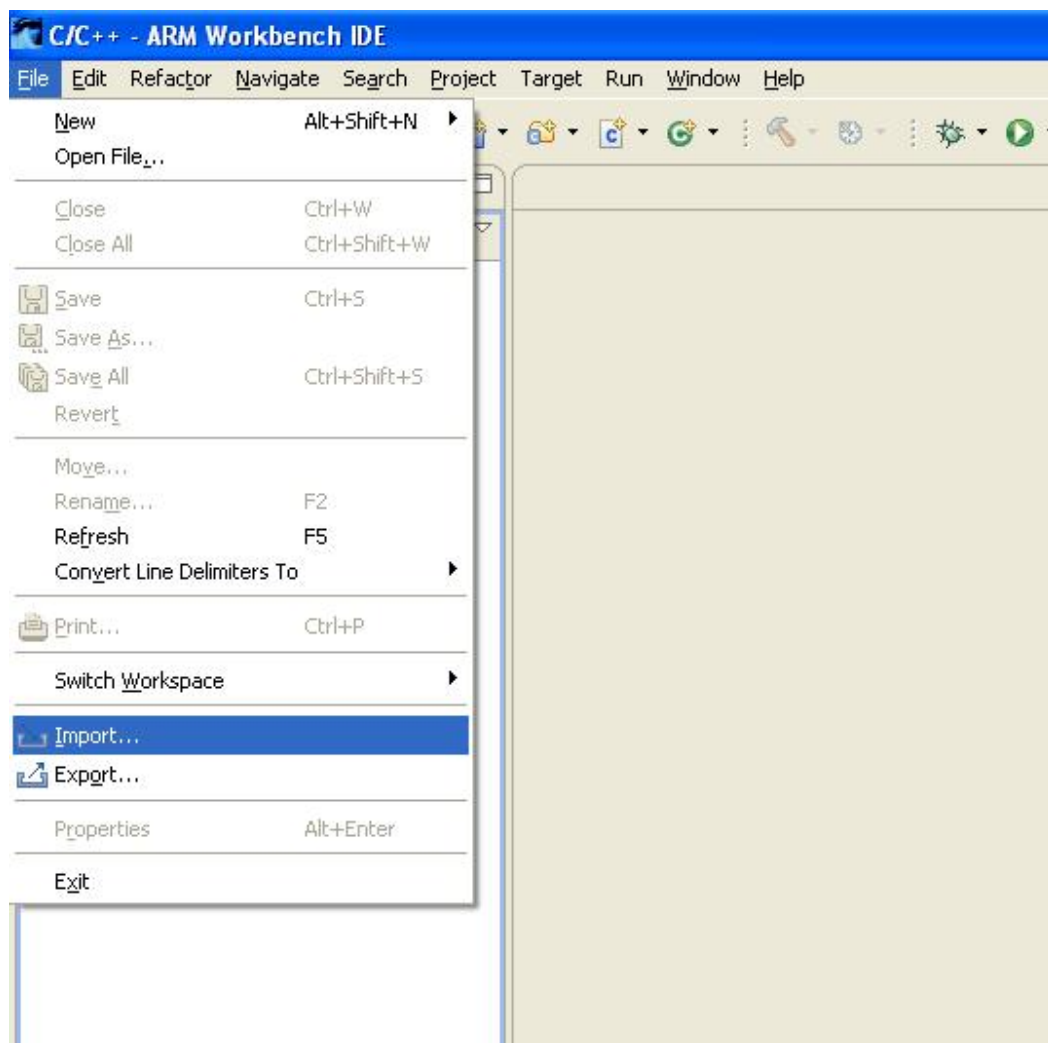 C/C++ - ARM Workbench IDE
File Edit Refactor Navigate Search Project Target Run Window Help
New Alt+Shift+N
Open File...
Close Ctrl+W
Close All Ctrl+Shift+W
Save Ctrl+S
Save As...
Save All Ctrl+Shift+S
Revert
Move...
Rename... F2
Refresh F5
Convert Line Delimiters To
Print... Ctrl+P
Switch Workspace
Import...
Export...
Properties Alt+Enter
Exit